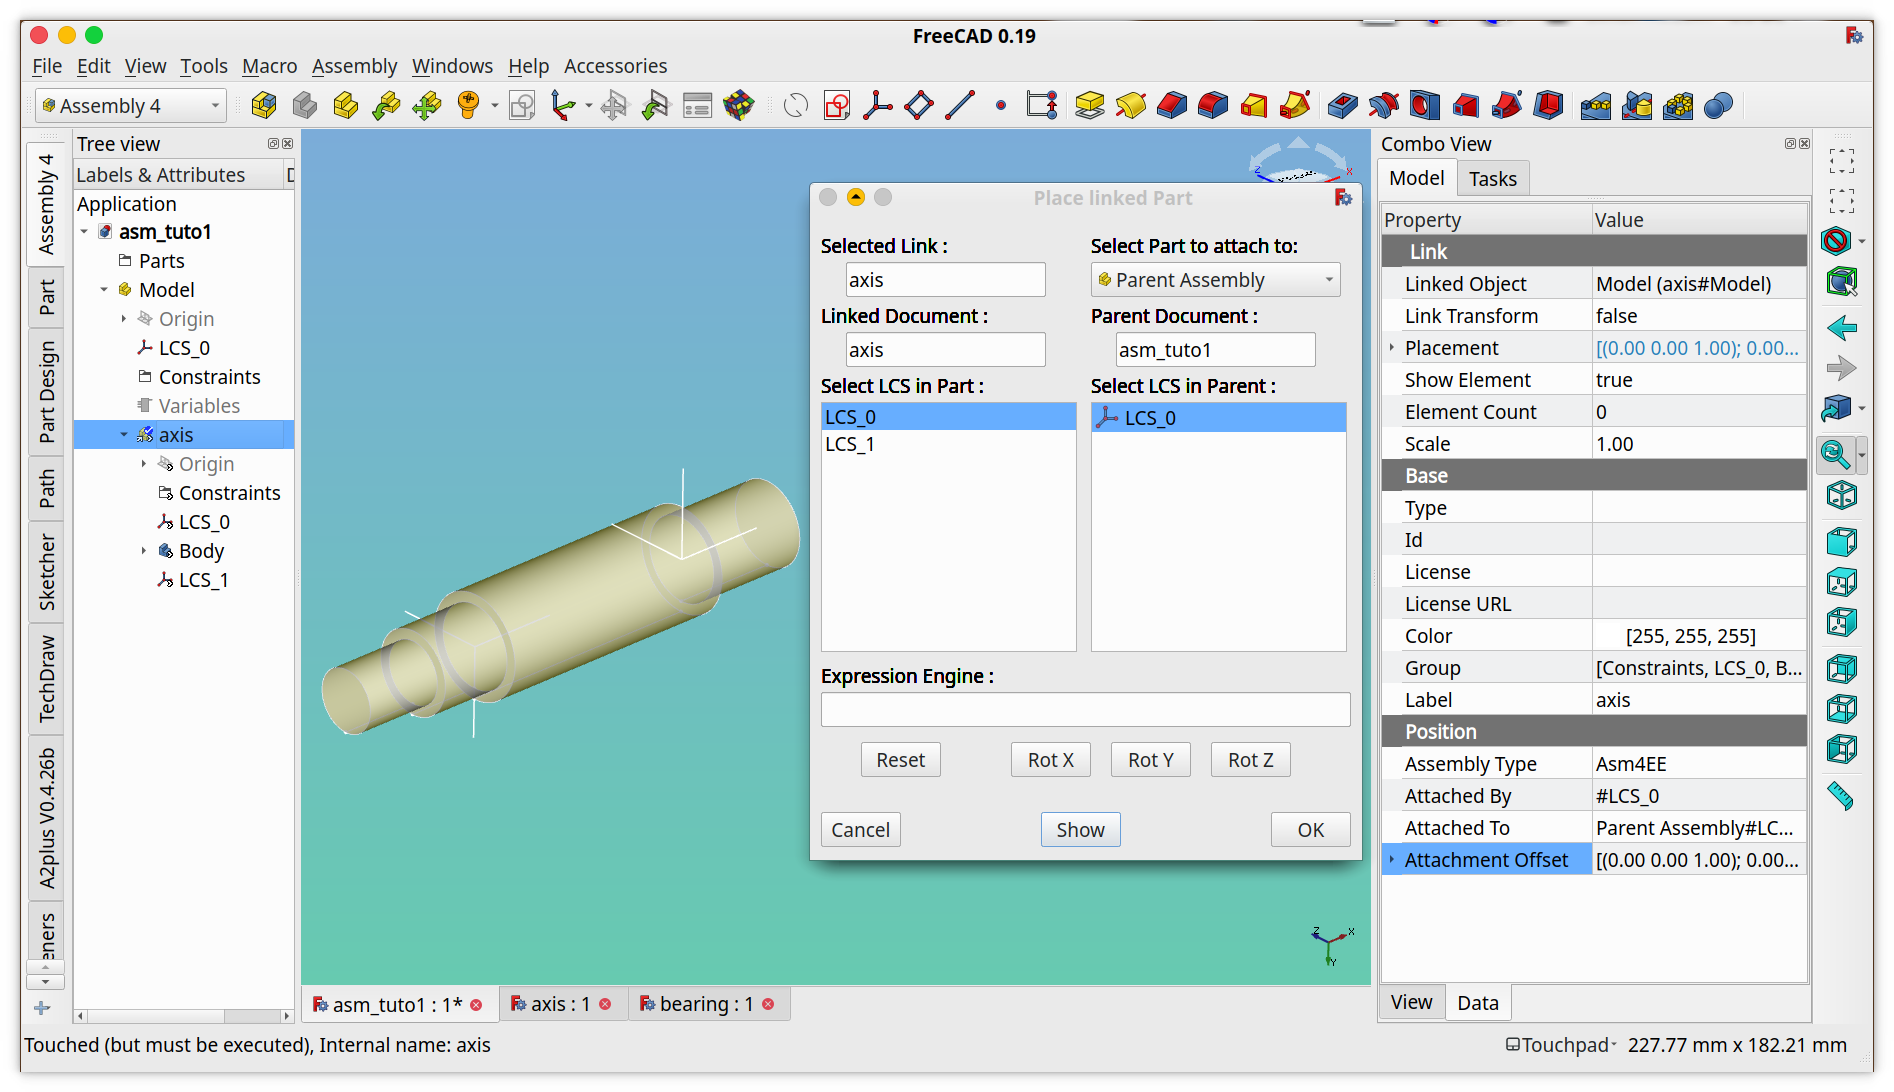 FreeCAD 0.19
File Edit View Tools Macro Assembly Windows Help Accessories
Assembly 4
Assembly 4
Part
Part Design
Path
Sketcher
TechDraw
A2plus V0.4.26b
eners
Tree view
Labels & Attributes
Application
asm_tuto1
Parts
Model
Origin
LCS_0
Constraints
Variables
axis
Origin
Constraints
LCS_0
Body
LCS_1
Z
X
Place linked Part
Selected Link :
axis
Select Part to attach to:
Parent Assembly
Linked Document :
axis
Parent Document :
asm_tuto1
Select LCS in Part :
LCS_0
LCS_1
Select LCS in Parent :
LCS_0
Expression Engine :
Reset Rot X Rot Y Rot Z
Cancel Show OK
Z X
Y
asm_tuto1 : 1* axis : 1 bearing : 1
Combo View
Model Tasks
Property Value
Link
Linked Object Model (axis#Model)
Link Transform false
Placement [(0.00 0.00 1.00); 0.00...
Show Element true
Element Count 0
Scale 1.00
Base
Type
Id
License
License URL
Color [255, 255, 255]
Group [Constraints, LCS_0, B...
Label axis
Position
Assembly Type Asm4EE
Attached By #LCS_0
Attached To Parent Assembly#LC...
Attachment Offset [(0.00 0.00 1.00); 0.00...
View Data
Touched (but must be executed), Internal name: axis
Touchpad 227.77 mm x 182.21 mm